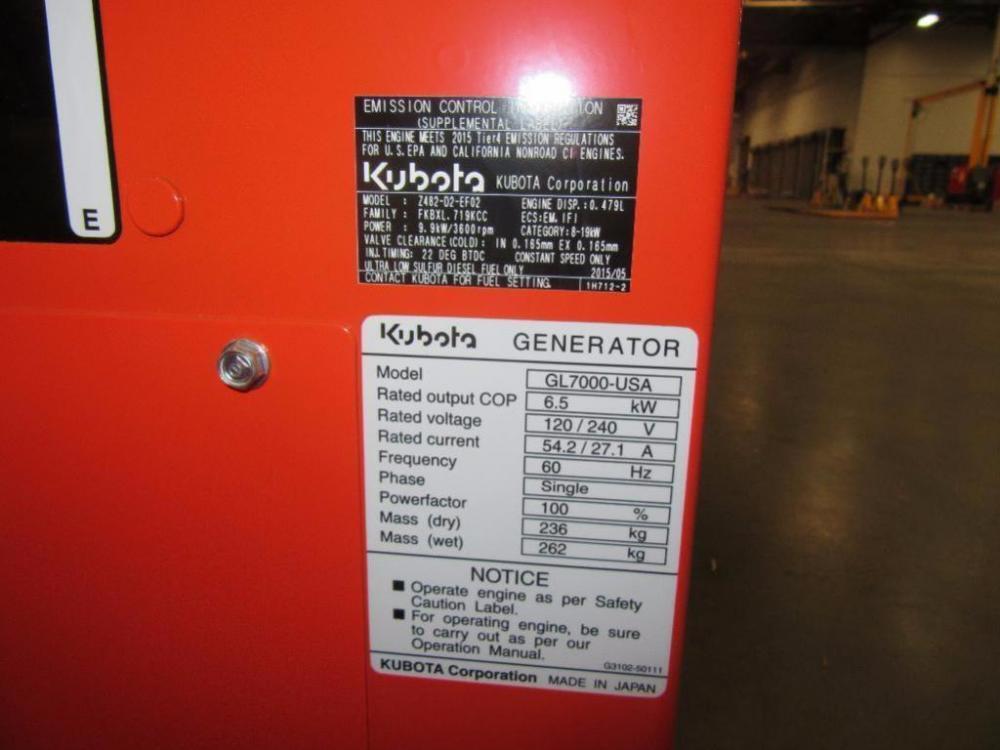 E
EMISSION CONTROL
(SUPPLEMENTAL LABEL)
THIS ENGINE MEETS 2015 Tier4 EMISSION REGULATIONS
FOR U.S. EPA AND CALIFORNIA NONROAD CI ENGINES.
Kubota KUBOTA Corporation
MODEL : Z482-D2-EF02 ENGINE DISP.:0.479L
FAMILY : FKBXL.719KCC ECS:EM, IFI
POWER : 9.9kW/3600rpm CATEGORY:8-19kW
VALVE CLEARANCE(COLD): IN 0.165mm EX 0.165mm
INJ.TIMING: 22 DEG BTDC CONSTANT SPEED ONLY
ULTRA LOW SULFUR DIESEL FUEL ONLY 2015/05
CONTACT KUBOTA FOR FUEL SETTING 1H712-2
Kubota GENERATOR
Model GL7000-USA
Rated output COP 6.5 kW
Rated voltage 120/240 V
Rated current 54.2/27.1 A
Frequency 60 Hz
Phase Single
Powerfactor 100 %
Mass (dry) 236 kg
Mass (wet) 262 kg
NOTICE
■ Operate engine as per Safety
Caution Label.
■ For operating engine, be sure
to carry out as per our
Operation Manual.
G3102-50111
KUBOTA Corporation MADE IN JAPAN